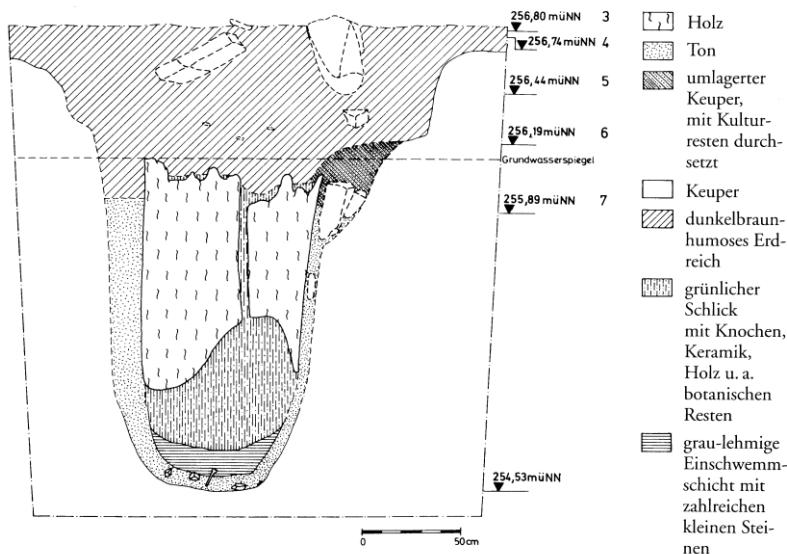 256,80 müNN 3
256,74 müNN 4
256,44 müNN 5
256,19 müNN 6
Grundwasserspiegel
255,89 müNN 7
254,53müNN
0 50cm
Holz
Ton
umlagerter
Keuper,
mit Kultur-
resten durch-
setzt
Keuper
dunkelbraun-
humoses Erd-
reich
grünlicher
Schlick
mit Knochen,
Keramik,
Holz u. a.
botanischen
Resten
grau-lehmige
Einschwemm-
schicht mit
zahlreichen
kleinen Stei-
nen